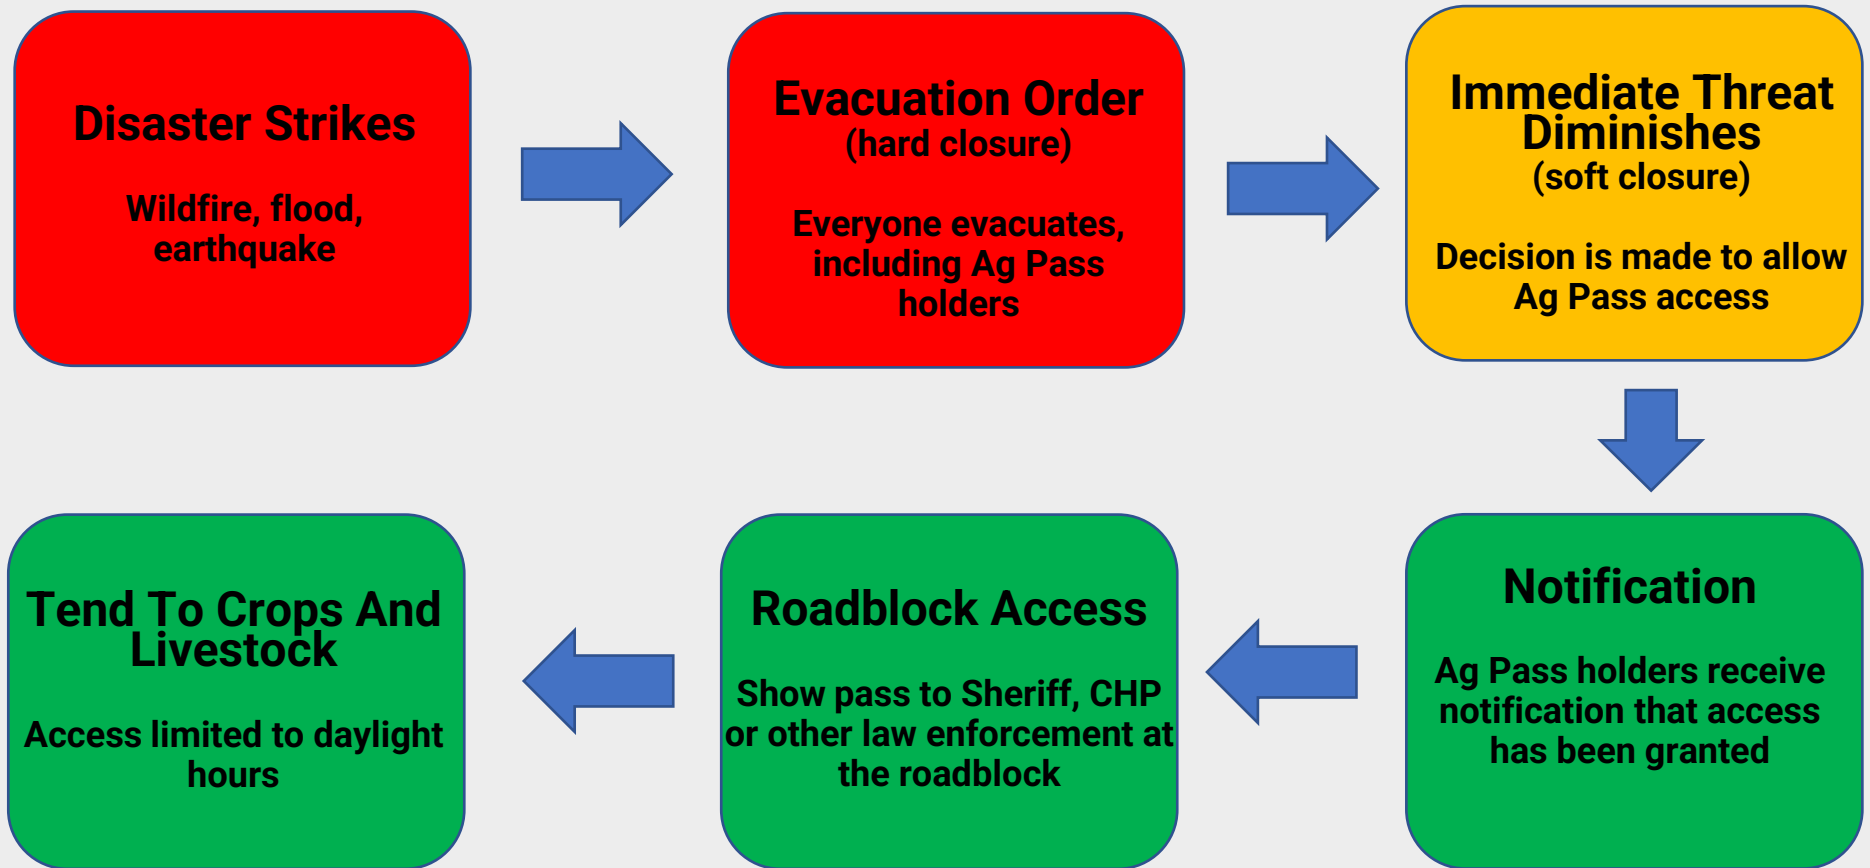 Disaster Strikes
Wildfire, flood,
earthquake
Evacuation Order
(hard closure)
Everyone evacuates,
including Ag Pass
holders
Immediate Threat
Diminishes
(soft closure)
Decision is made to allow
Ag Pass access
Notification
Ag Pass holders receive
notification that access
has been granted
Roadblock Access
Show pass to Sheriff, CHP
or other law enforcement at
the roadblock
Tend To Crops And
Livestock
Access limited to daylight
hours